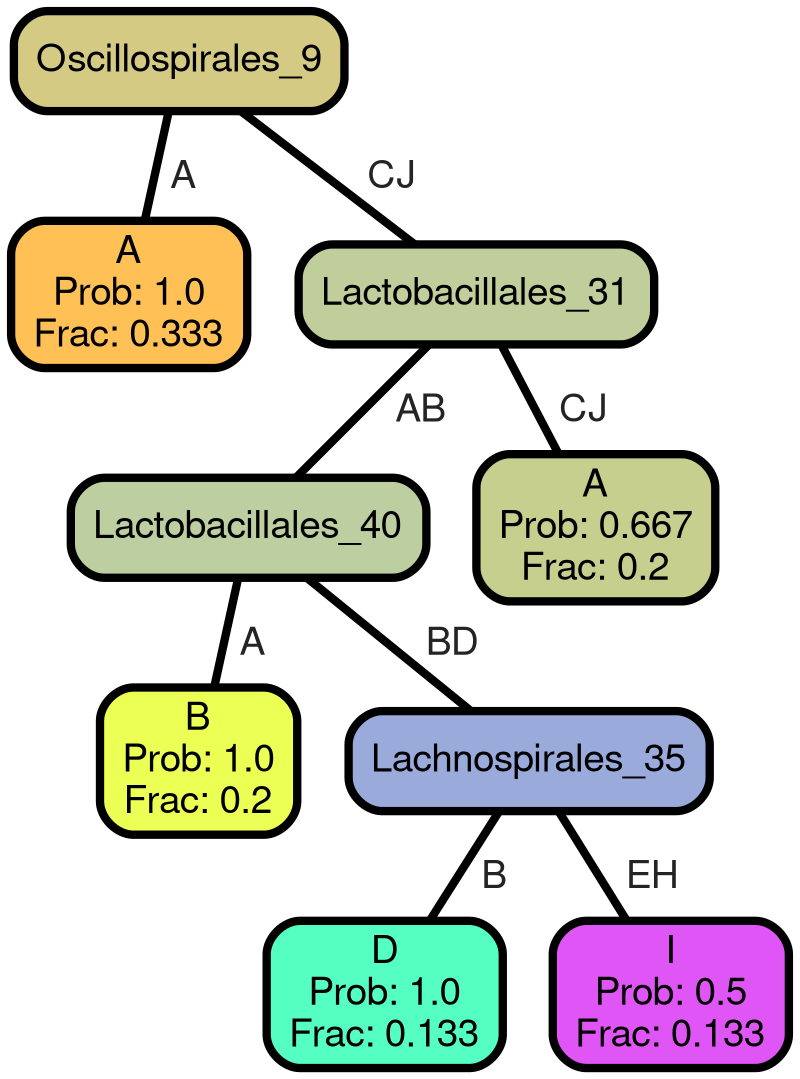 Oscillospirales_9
A
CJ
A
Prob: 1.0
Frac: 0.333
Lactobacillales_31
AB
CJ
Lactobacillales_40
A
Prob: 0.667
Frac: 0.2
A
BD
B
Prob: 1.0
Frac: 0.2
Lachnospirales_35
B
EH
D
Prob: 1.0
Frac: 0.133
I
Prob: 0.5
Frac: 0.133